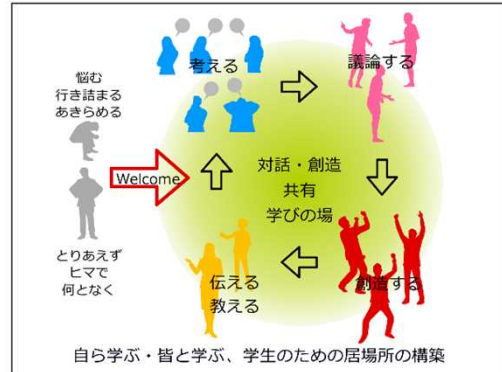 考える
議論する
悩む
行き詰まる
あきらめる
Welcome
対話・創造
共有
学びの場
とりあえず
ヒマで
何となく
伝える
教える
創造する
自ら学ぶ・皆と学ぶ、学生のための居場所の構築